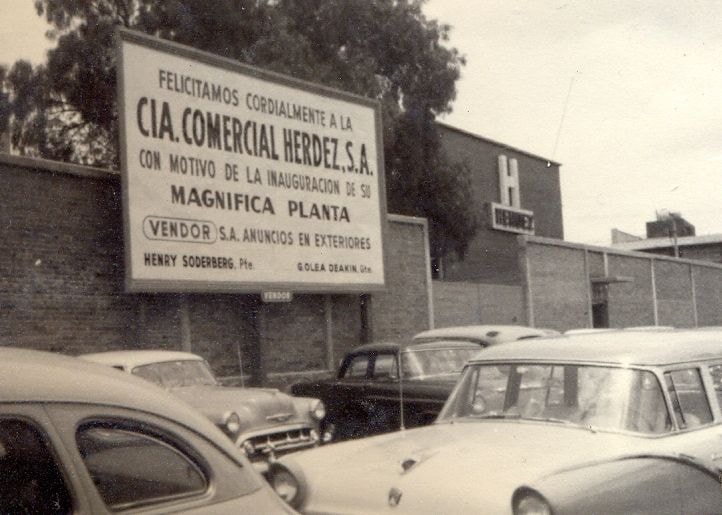 FELICITAMOS CORDIALMENTE A LA
CIA. COMERCIAL HERDEZ, S.A.
CON MOTIVO DE LA INAUGURACION DE SU
MAGNIFICA PLANTA
VENDOR S.A. ANUNCIOS EN EXTERIORES
HENRY SODERBERG, Pte. G. OLEA DEAKIN, Gte.
VENDOR
H
HERDEZ